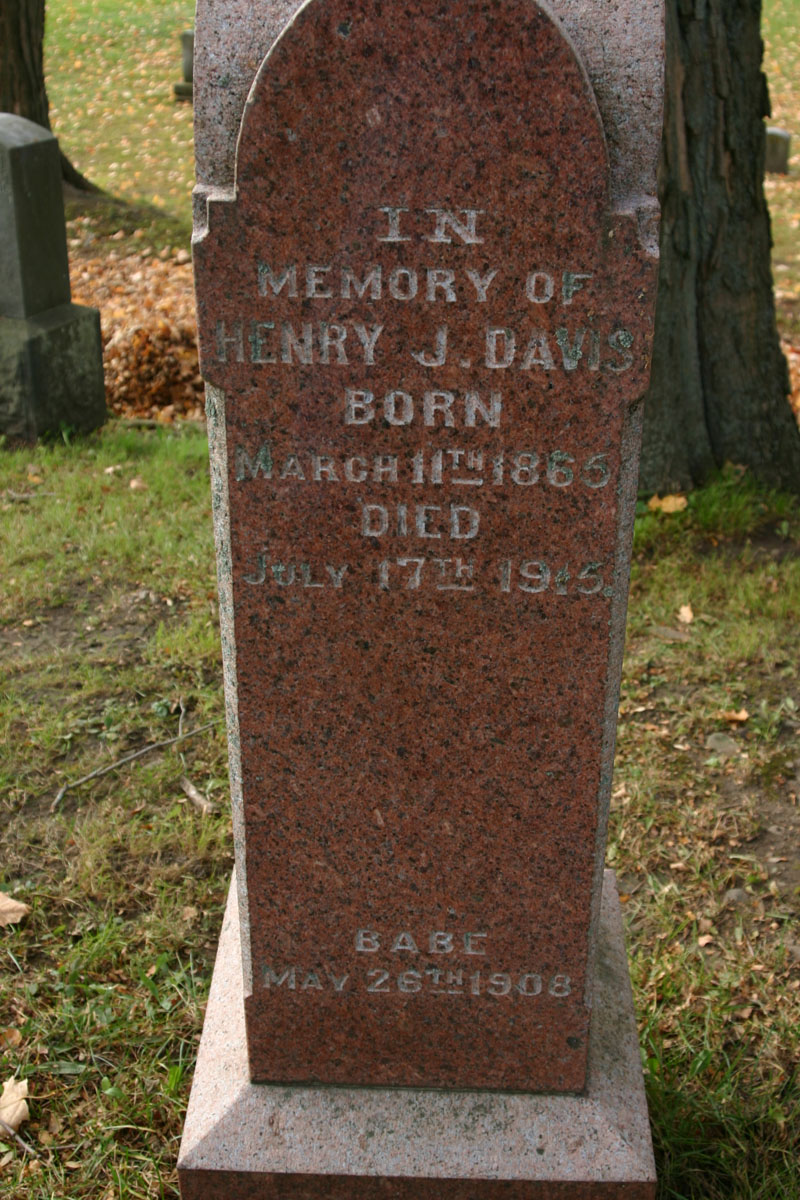 IN
MEMORY OF
HENRY J. DAVIS
BORN
MARCH 11TH 1865
DIED
JULY 17TH 1915.
BABE
MAY 26TH 1908